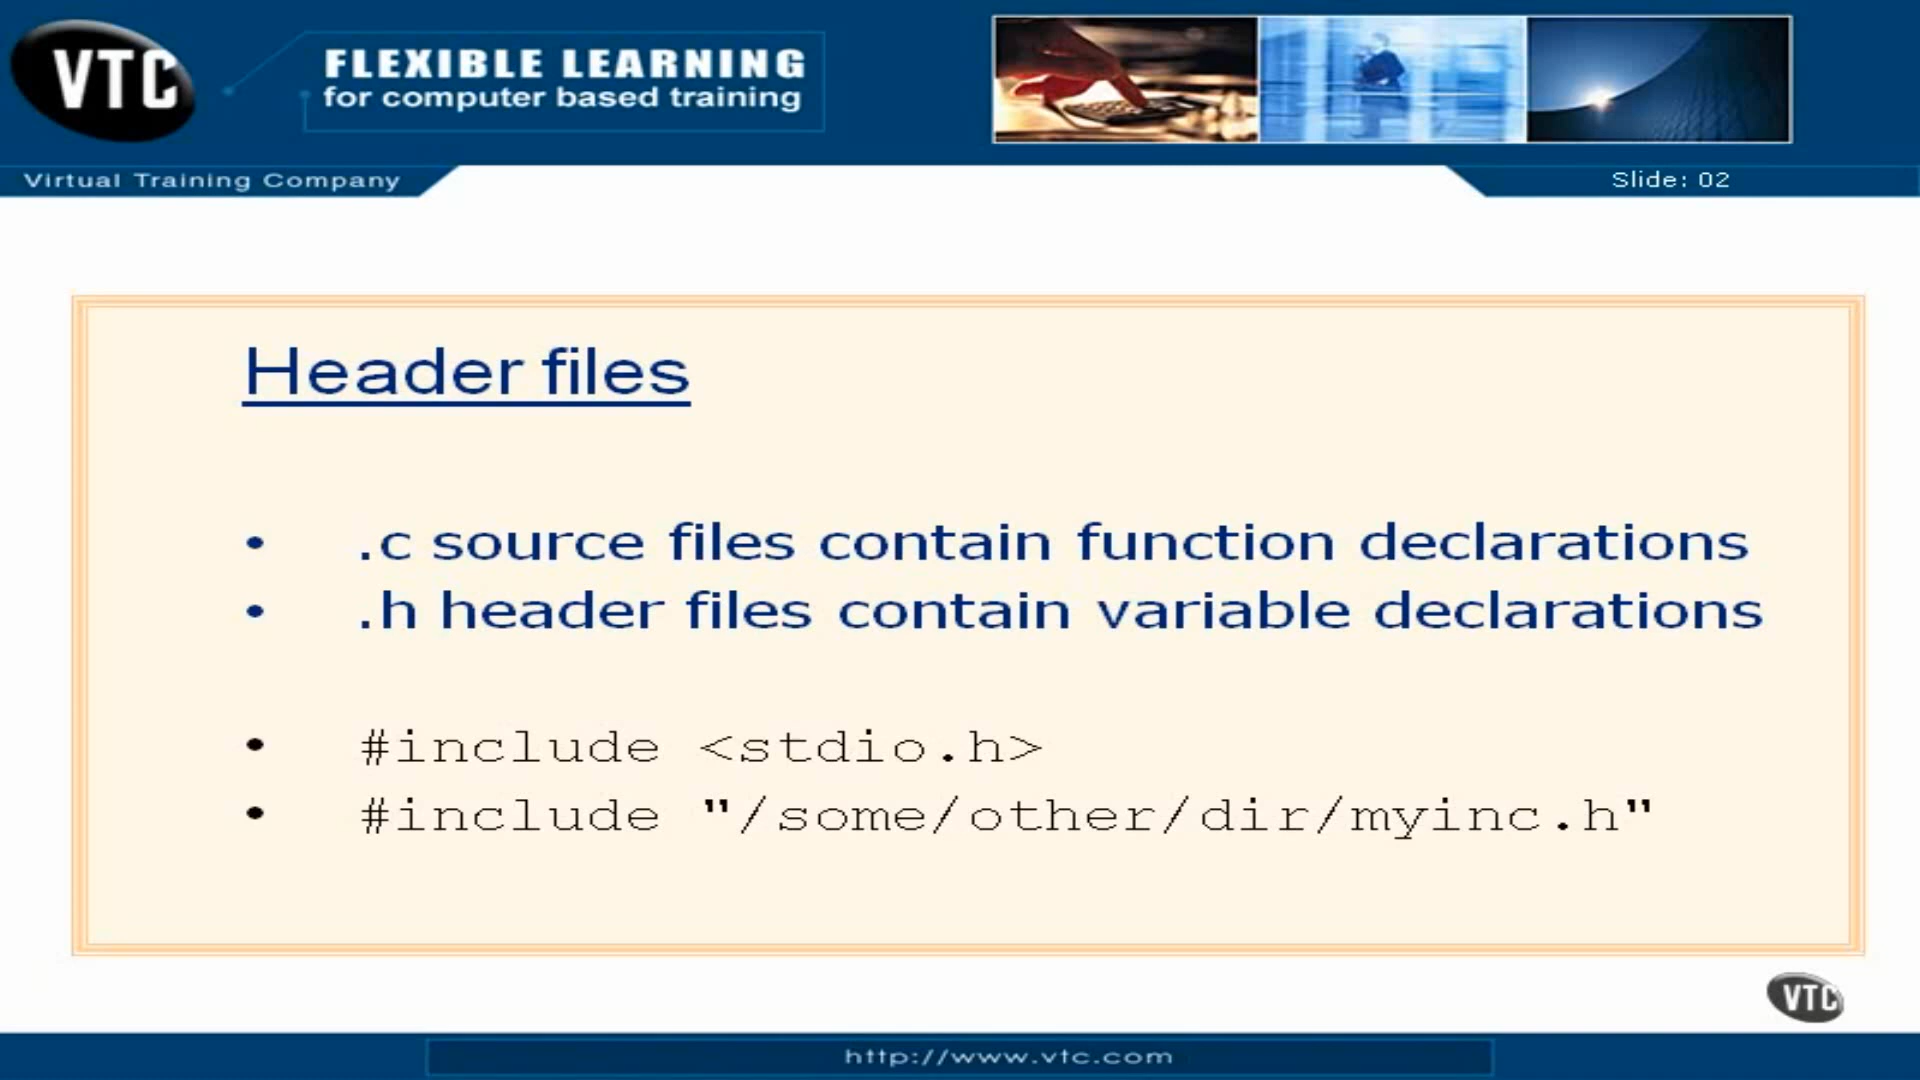 VTC
FLEXIBLE LEARNING
for computer based training
Virtual Training Company
Slide: 02
Header files
• .c source files contain function declarations
• .h header files contain variable declarations
• #include <stdio.h>
• #include "/some/other/dir/myinc.h"
VTC
http://www.vtc.com